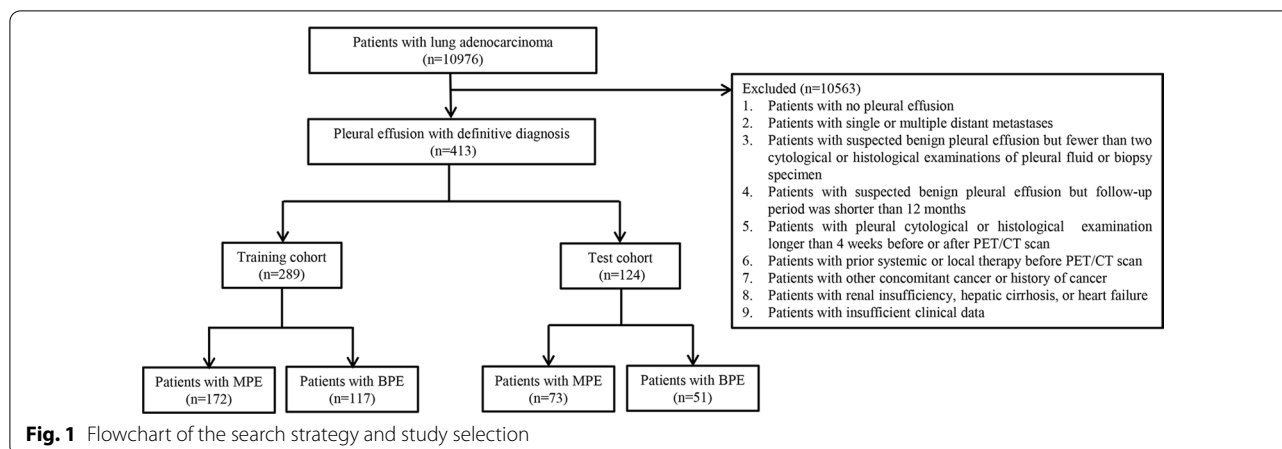 Patients with lung adenocarcinoma
(n=10976)
Excluded (n=10563)
1. Patients with no pleural effusion
2. Patients with single or multiple distant metastases
3. Patients with suspected benign pleural effusion but fewer than two
cytological or histological examinations of pleural fluid or biopsy
specimen
4. Patients with suspected benign pleural effusion but follow-up
period was shorter than 12 months
5. Patients with pleural cytological or histological examination
longer than 4 weeks before or after PET/CT scan
6. Patients with prior systemic or local therapy before PET/CT scan
7. Patients with other concomitant cancer or history of cancer
8. Patients with renal insufficiency, hepatic cirrhosis, or heart failure
9. Patients with insufficient clinical data
Pleural effusion with definitive diagnosis
(n=413)
Training cohort
(n=289)
Test cohort
(n=124)
Patients with MPE
(n=172)
Patients with BPE
(n=117)
Patients with MPE
(n=73)
Patients with BPE
(n=51)
Fig. 1 Flowchart of the search strategy and study selection